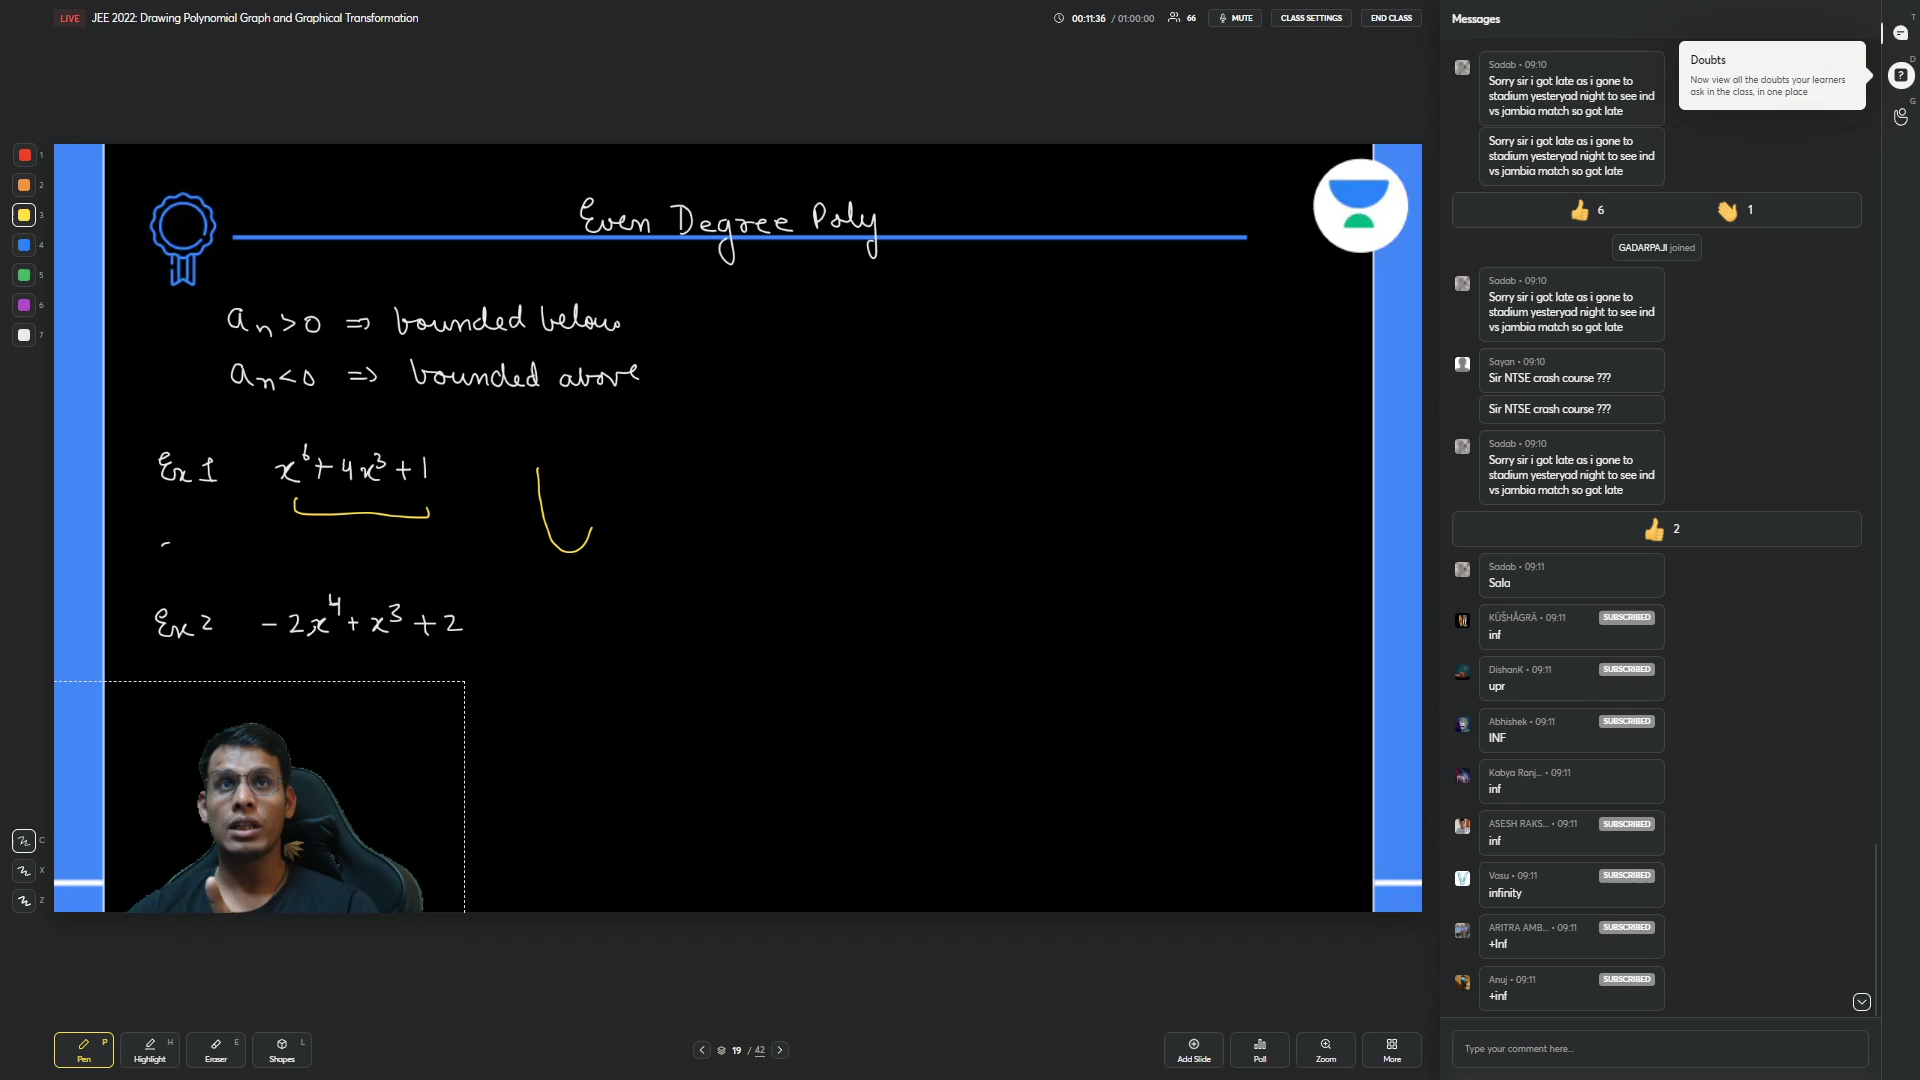 LIVE JEE 2022: Drawing Polynomial Graph and Graphical Transformation
00:11:36 / 01:00:00 66 MUTE CLASS SETTINGS END CLASS
1
2
3
4
5
6
7
Even Degree Poly
an>0 ⇒ bounded below
an<0 ⇒ bounded above
Ex 1 x⁶+4x³+1
Ex 2 -2x⁴+x³+2
C
X
Z
Pen P
Highlight H
Eraser E
Shapes L
19 / 42
Add Slide
Poll
Zoom
More
Messages
Doubts
Now view all the doubts your learners
ask in the class, in one place
T
D
G
Sadab • 09:10
Sorry sir i got late as i gone to
stadium yesteryad night to see ind
vs jambia match so got late
Sorry sir i got late as i gone to
stadium yesteryad night to see ind
vs jambia match so got late
6 1
GADARPAJI joined
Sadab • 09:10
Sorry sir i got late as i gone to
stadium yesteryad night to see ind
vs jambia match so got late
Sayan • 09:10
Sir NTSE crash course ???
Sir NTSE crash course ???
Sadab • 09:10
Sorry sir i got late as i gone to
stadium yesteryad night to see ind
vs jambia match so got late
2
Sadab • 09:11
Sala
KŪŠHÅGRÄ • 09:11 SUBSCRIBED
inf
DishanK • 09:11 SUBSCRIBED
upr
Abhishek • 09:11 SUBSCRIBED
INF
Kabya Ranj... • 09:11
inf
ASESH RAKS... • 09:11 SUBSCRIBED
inf
Vasu • 09:11 SUBSCRIBED
infinity
ARITRA AMB... • 09:11 SUBSCRIBED
+Inf
Anuj • 09:11 SUBSCRIBED
+inf
Type your comment here...